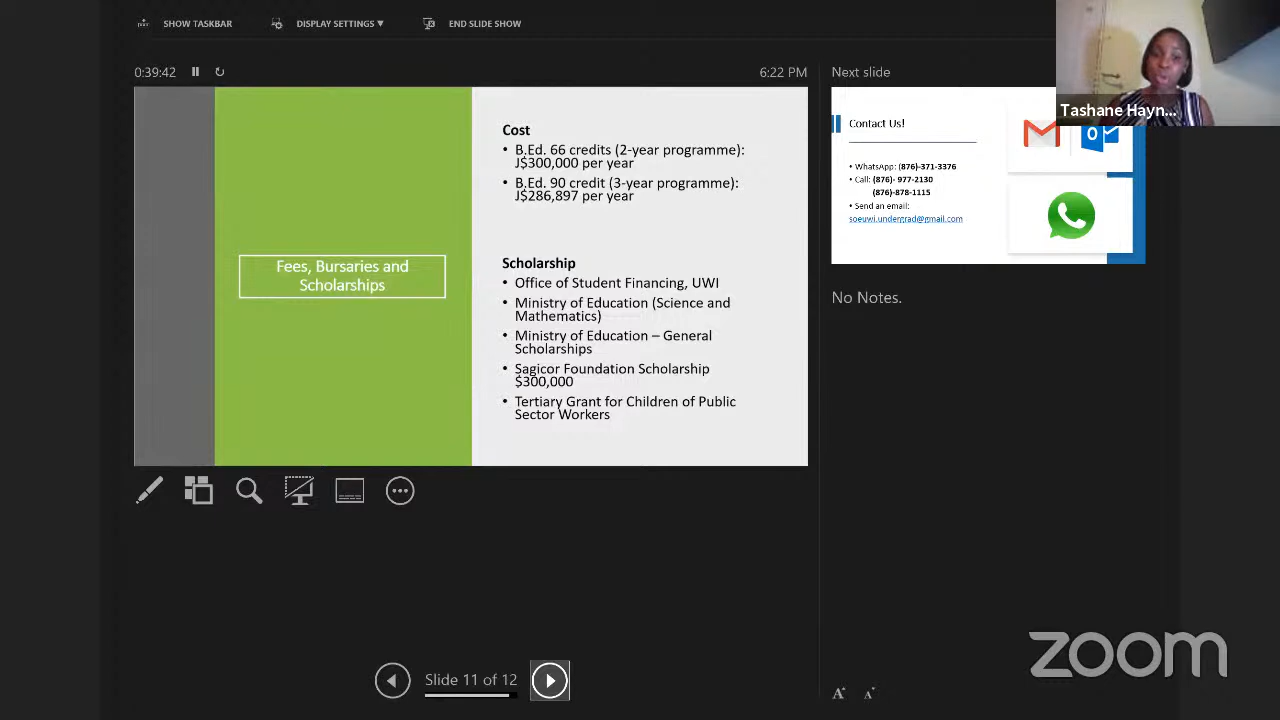 SHOW TASKBAR
DISPLAY SETTINGS ▼
END SLIDE SHOW
0:39:42
6:22 PM
Fees, Bursaries and
Scholarships
Cost
• B.Ed. 66 credits (2-year programme):
J$300,000 per year
• B.Ed. 90 credit (3-year programme):
J$286,897 per year
Scholarship
• Office of Student Financing, UWI
• Ministry of Education (Science and
Mathematics)
• Ministry of Education – General
Scholarships
• Sagicor Foundation Scholarship
$300,000
• Tertiary Grant for Children of Public
Sector Workers
Next slide
Tashane Hayn...
Contact Us!
• WhatsApp: (876)-371-3376
• Call: (876)- 977-2130
(876)-878-1115
• Send an email:
soeuwi.undergrad@gmail.com
No Notes.
Slide 11 of 12
zoom